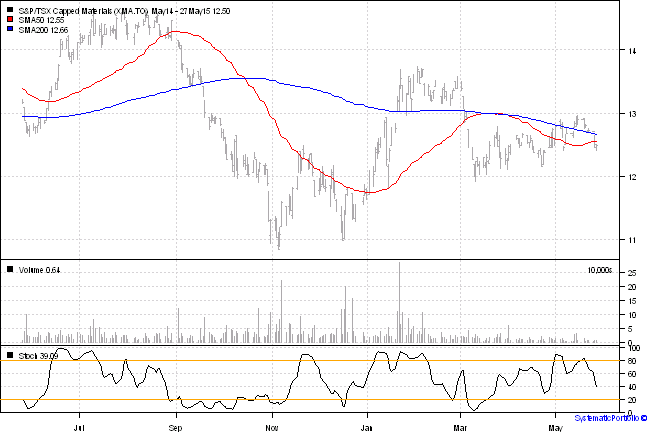 S&P/TSX Capped Materials (XMA.TO) May14 - 27May15 12.50
SMA50 12.55
SMA200 12.66
14
13
12
11
Volume 0.64
10,000s
25
20
15
10
5
0
Stoch 39.09
100
80
60
40
20
0
Jul Sep Nov Jan Mar May
SystematicPortfolio ©